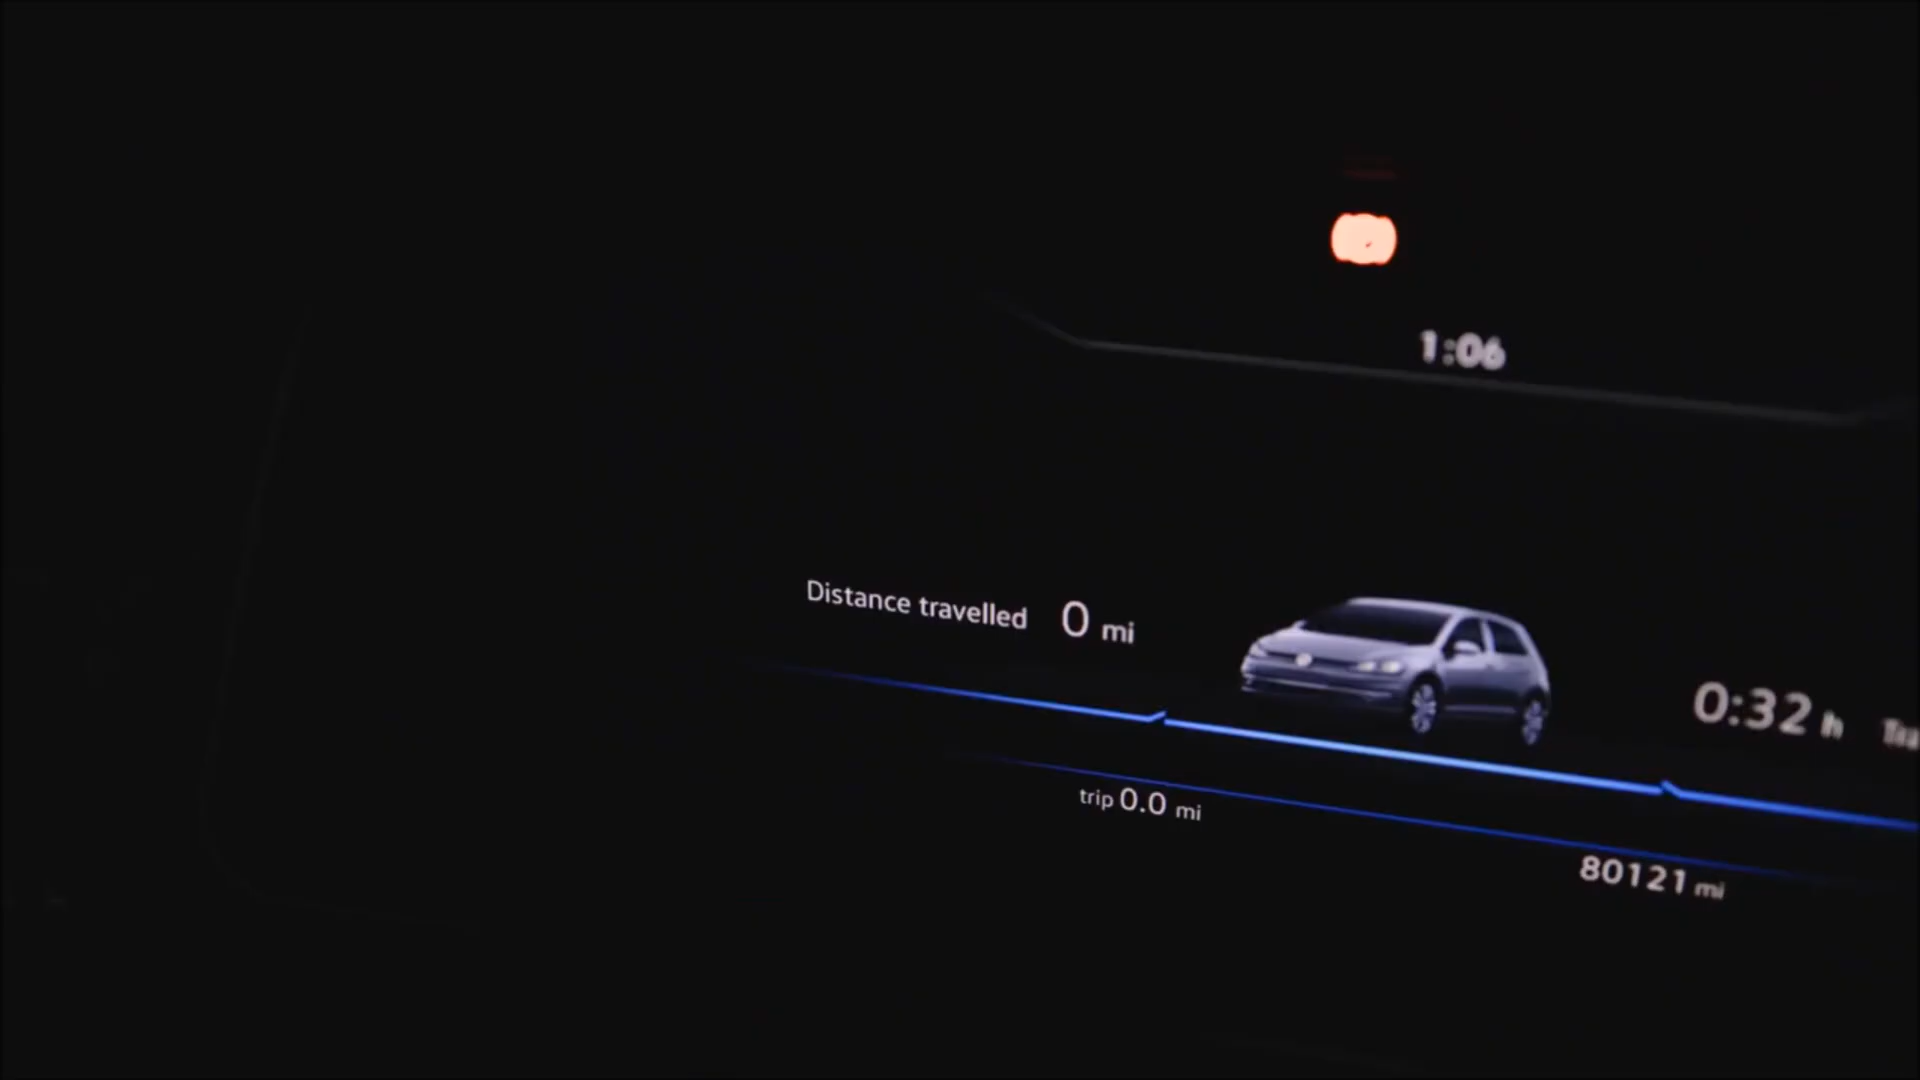 1:06
Distance travelled 0 mi
0:32 h
trip 0.0 mi
80121 mi